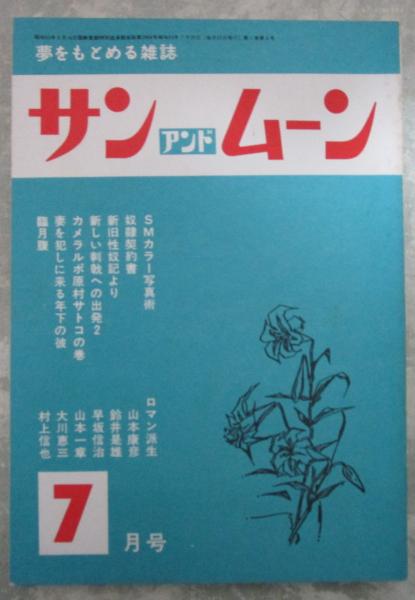 夢をもとめる雑誌
サン アンド ムーン
SMカラー写真術
奴隷契約書
新旧性奴記より
新しい刺戟への出発2
カメラルポ原村サトコの巻
妻を犯しに来る年下の彼
臨月腹
ロマン派生
山本康彦
鈴井是雄
早坂信治
山本一章
大川恵三
村上信也
7
月号